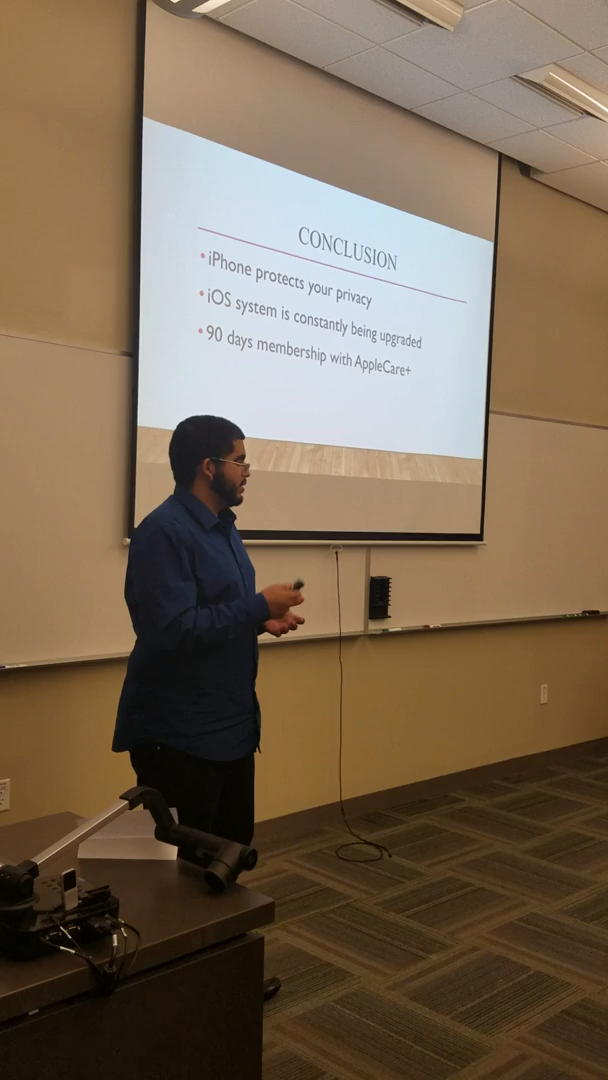 CONCLUSION
•iPhone protects your privacy
•iOS system is constantly being upgraded
•90 days membership with AppleCare+